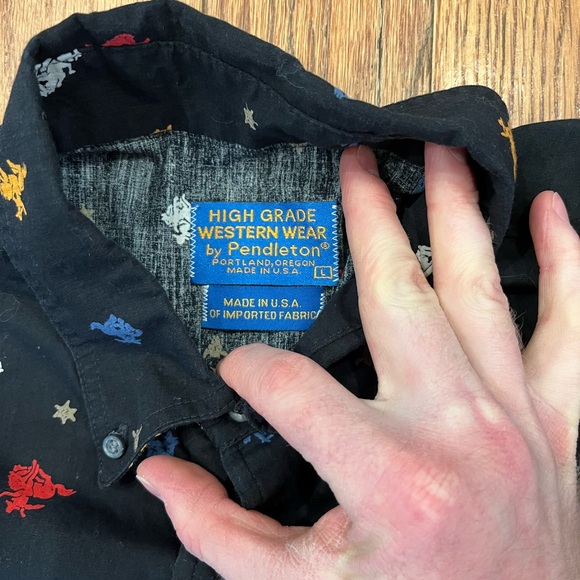 HIGH GRADE
WESTERN WEAR
by Pendleton®
PORTLAND, OREGON
MADE IN U.S.A. L
MADE IN U.S.A.
OF IMPORTED FABRIC